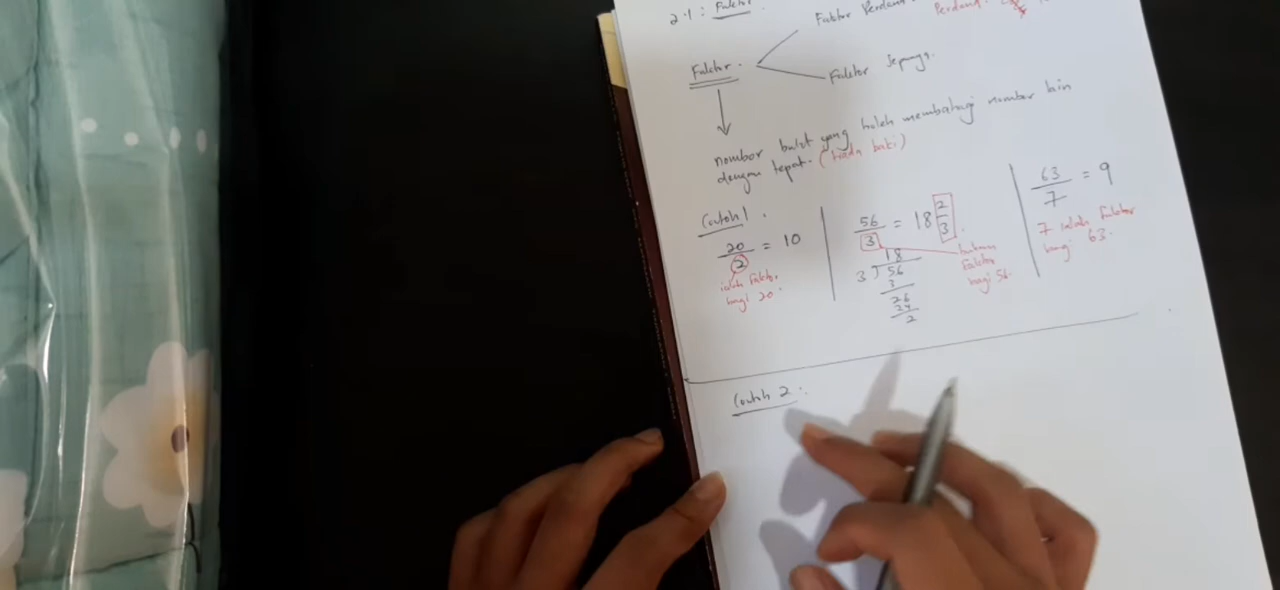 2.1 : Faktor
Faktor Perdana
Perdana:
Faktor.
Faktor Sepunya.
nombor bulat yang boleh membahagi nombor lain
dengan tepat. (tiada baki)
Contoh 1.
20/2 = 10
ialah Faktor
bagi 20.
56/3 = 18 2/3
bukan
Faktor
bagi 56.
18
3 ) 56
3
26
24
2
63/7 = 9
7 ialah Faktor
bagi 63.
Contoh 2 :